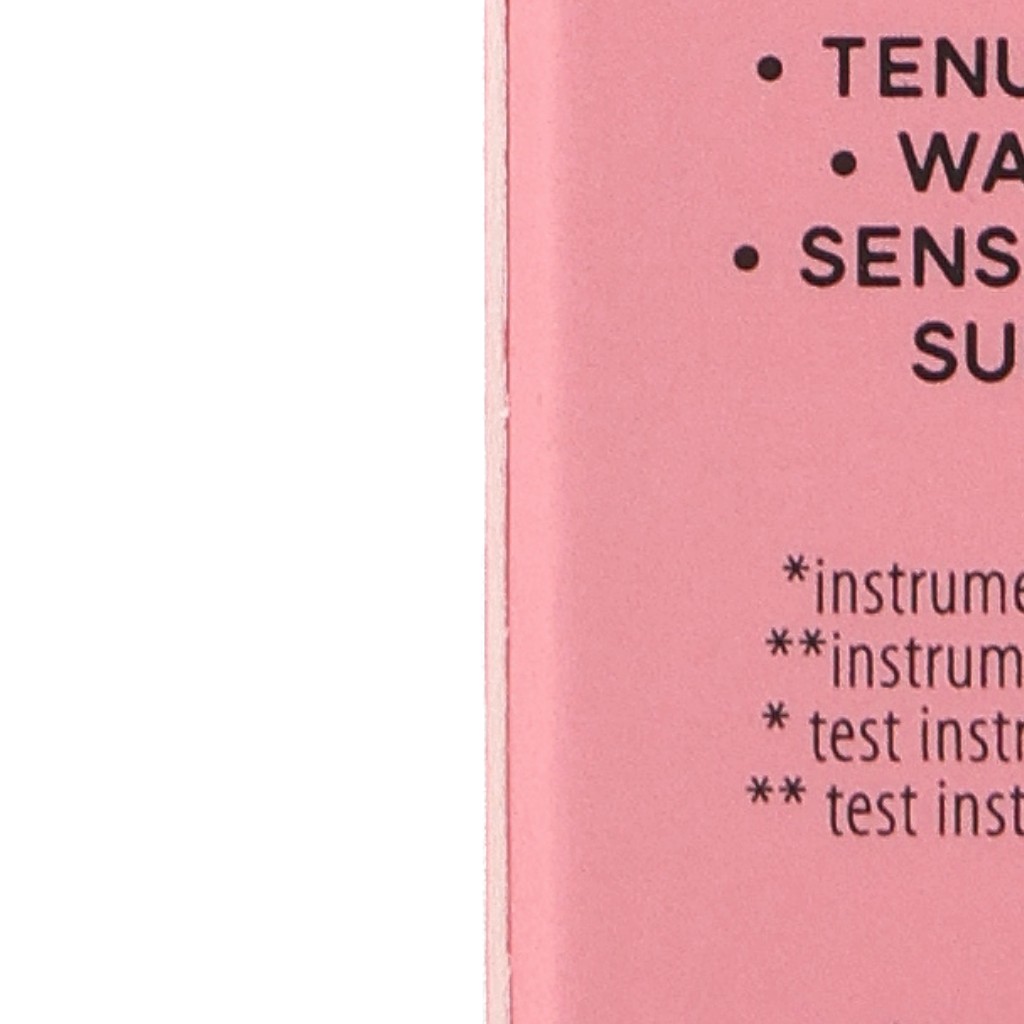 • TENU
• WA
• SENS
SU
*instrume
**instrum
* test instr
** test inst